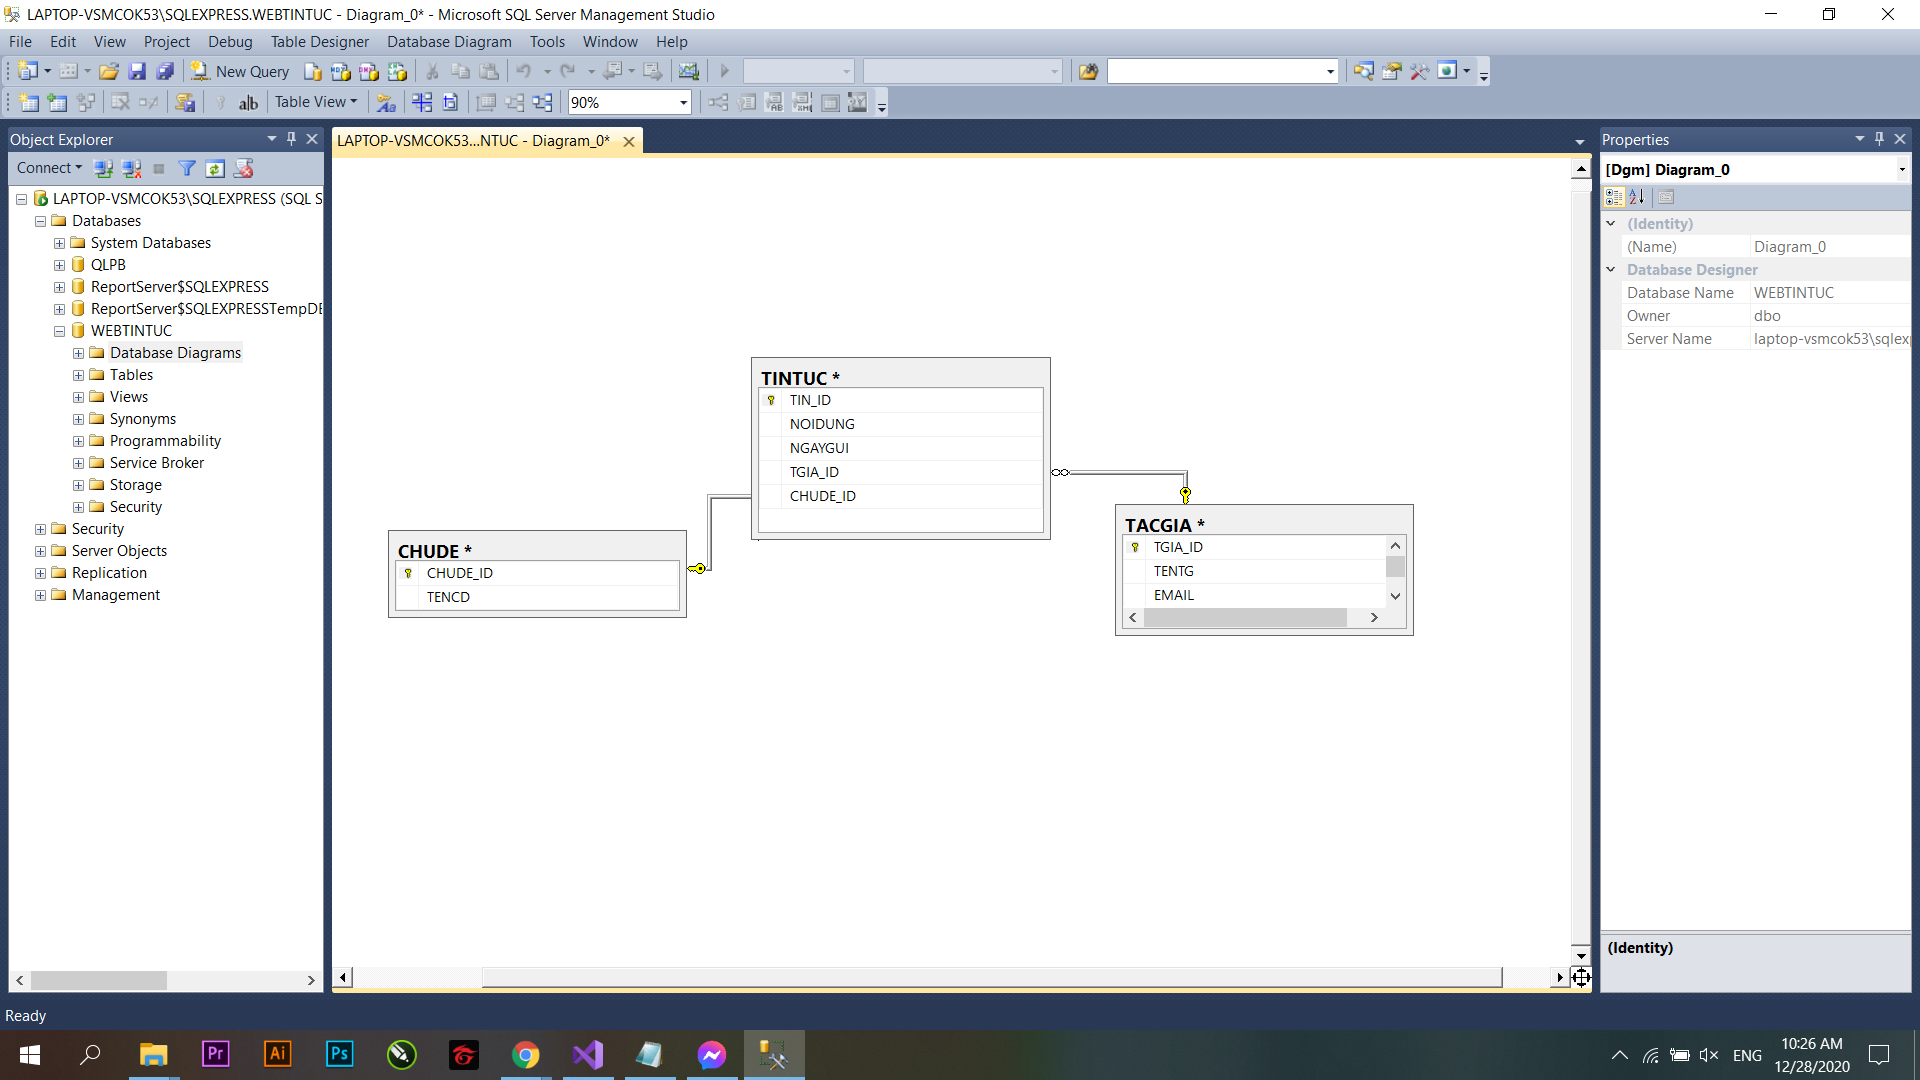 LAPTOP-VSMCOK53\SQLEXPRESS.WEBTINTUC - Diagram_0* - Microsoft SQL Server Management Studio
File Edit View Project Debug Table Designer Database Diagram Tools Window Help
New Query
Table View
90%
Object Explorer
Connect
LAPTOP-VSMCOK53\SQLEXPRESS (SQL S
Databases
System Databases
QLPB
ReportServer$SQLEXPRESS
ReportServer$SQLEXPRESSTempDB
WEBTINTUC
Database Diagrams
Tables
Views
Synonyms
Programmability
Service Broker
Storage
Security
Security
Server Objects
Replication
Management
LAPTOP-VSMCOK53...NTUC - Diagram_0*
TINTUC *
TIN_ID
NOIDUNG
NGAYGUI
TGIA_ID
CHUDE_ID
CHUDE *
CHUDE_ID
TENCD
TACGIA *
TGIA_ID
TENTG
EMAIL
Properties
[Dgm] Diagram_0
(Identity)
(Name) Diagram_0
Database Designer
Database Name WEBTINTUC
Owner dbo
Server Name laptop-vsmcok53\sqlexp
(Identity)
Ready
Pr
Ai
Ps
ENG
10:26 AM
12/28/2020